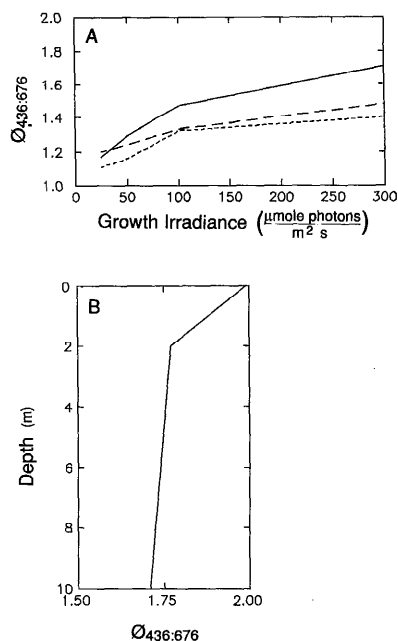 A
2.0
1.8
1.6
1.4
1.2
1.0
Ø436:676
0 50 100 150 200 250 300
Growth Irradiance (μmole photons / m² s)
B
0
2
4
6
8
10
Depth (m)
1.50 1.75 2.00
Ø436:676